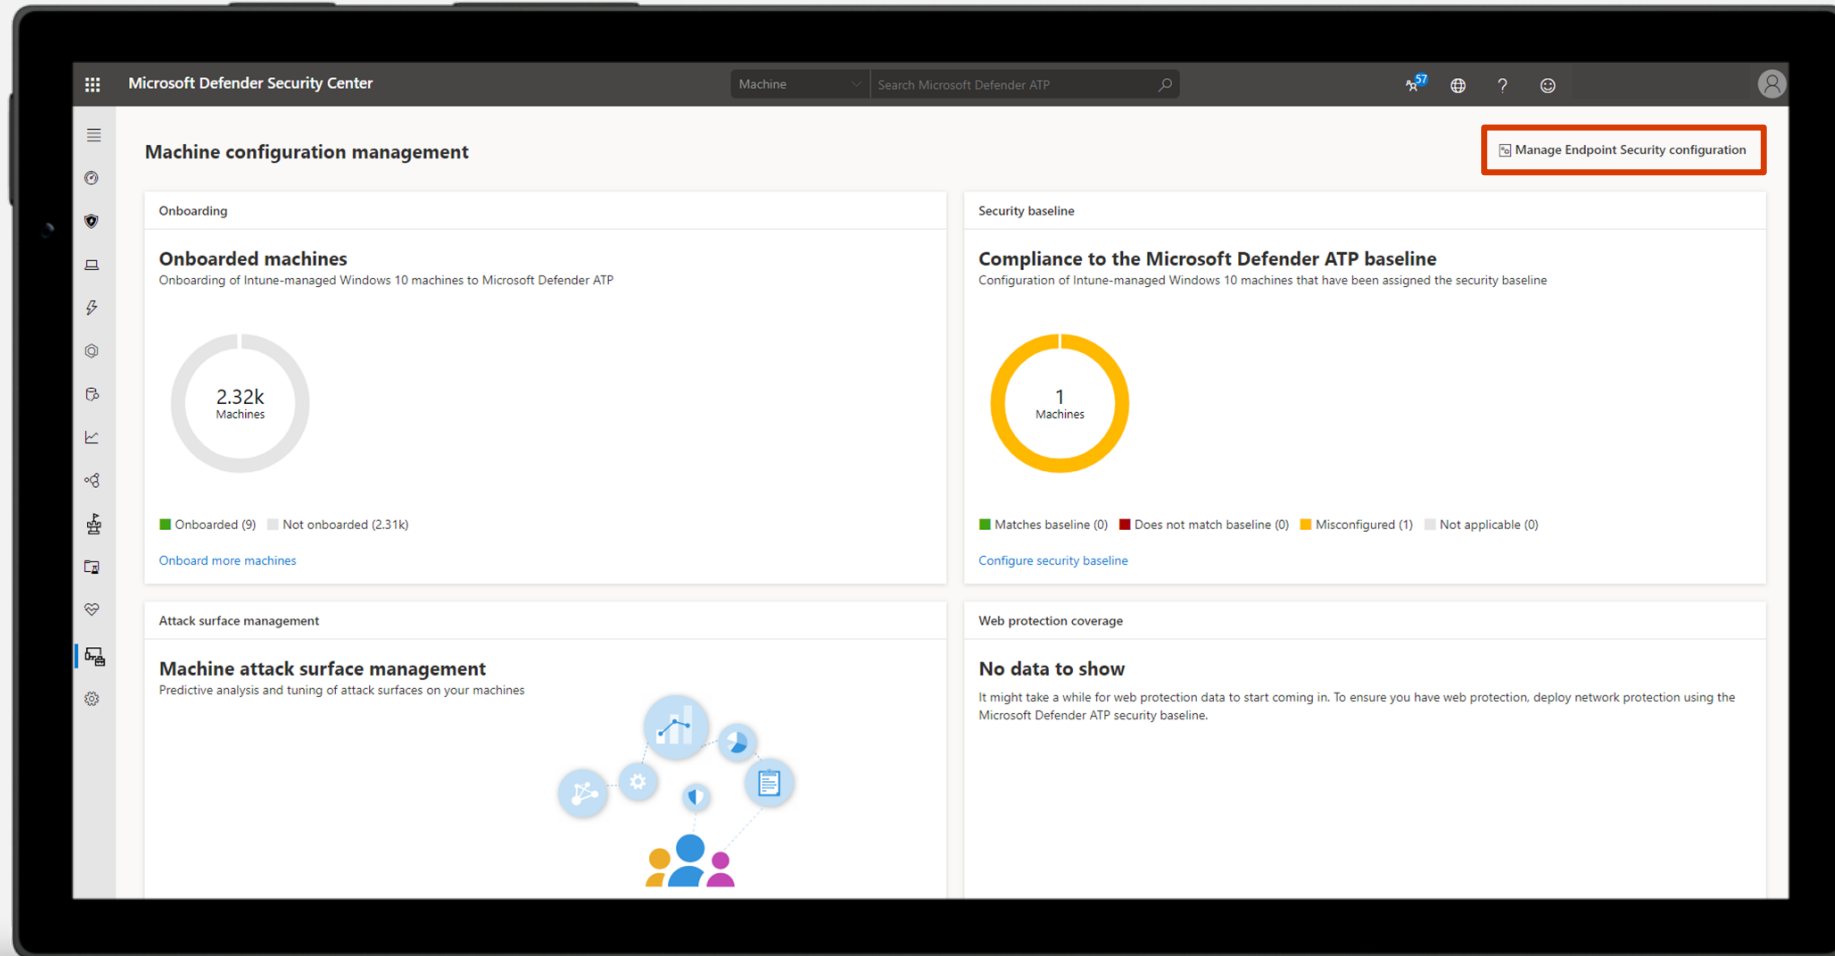 Microsoft Defender Security Center
Machine
Search Microsoft Defender ATP
57
?
Machine configuration management
Manage Endpoint Security configuration
Onboarding
Onboarded machines
Onboarding of Intune-managed Windows 10 machines to Microsoft Defender ATP
2.32k
Machines
Onboarded (9) Not onboarded (2.31k)
Onboard more machines
Security baseline
Compliance to the Microsoft Defender ATP baseline
Configuration of Intune-managed Windows 10 machines that have been assigned the security baseline
1
Machines
Matches baseline (0) Does not match baseline (0) Misconfigured (1) Not applicable (0)
Configure security baseline
Attack surface management
Machine attack surface management
Predictive analysis and tuning of attack surfaces on your machines
Web protection coverage
No data to show
It might take a while for web protection data to start coming in. To ensure you have web protection, deploy network protection using the
Microsoft Defender ATP security baseline.